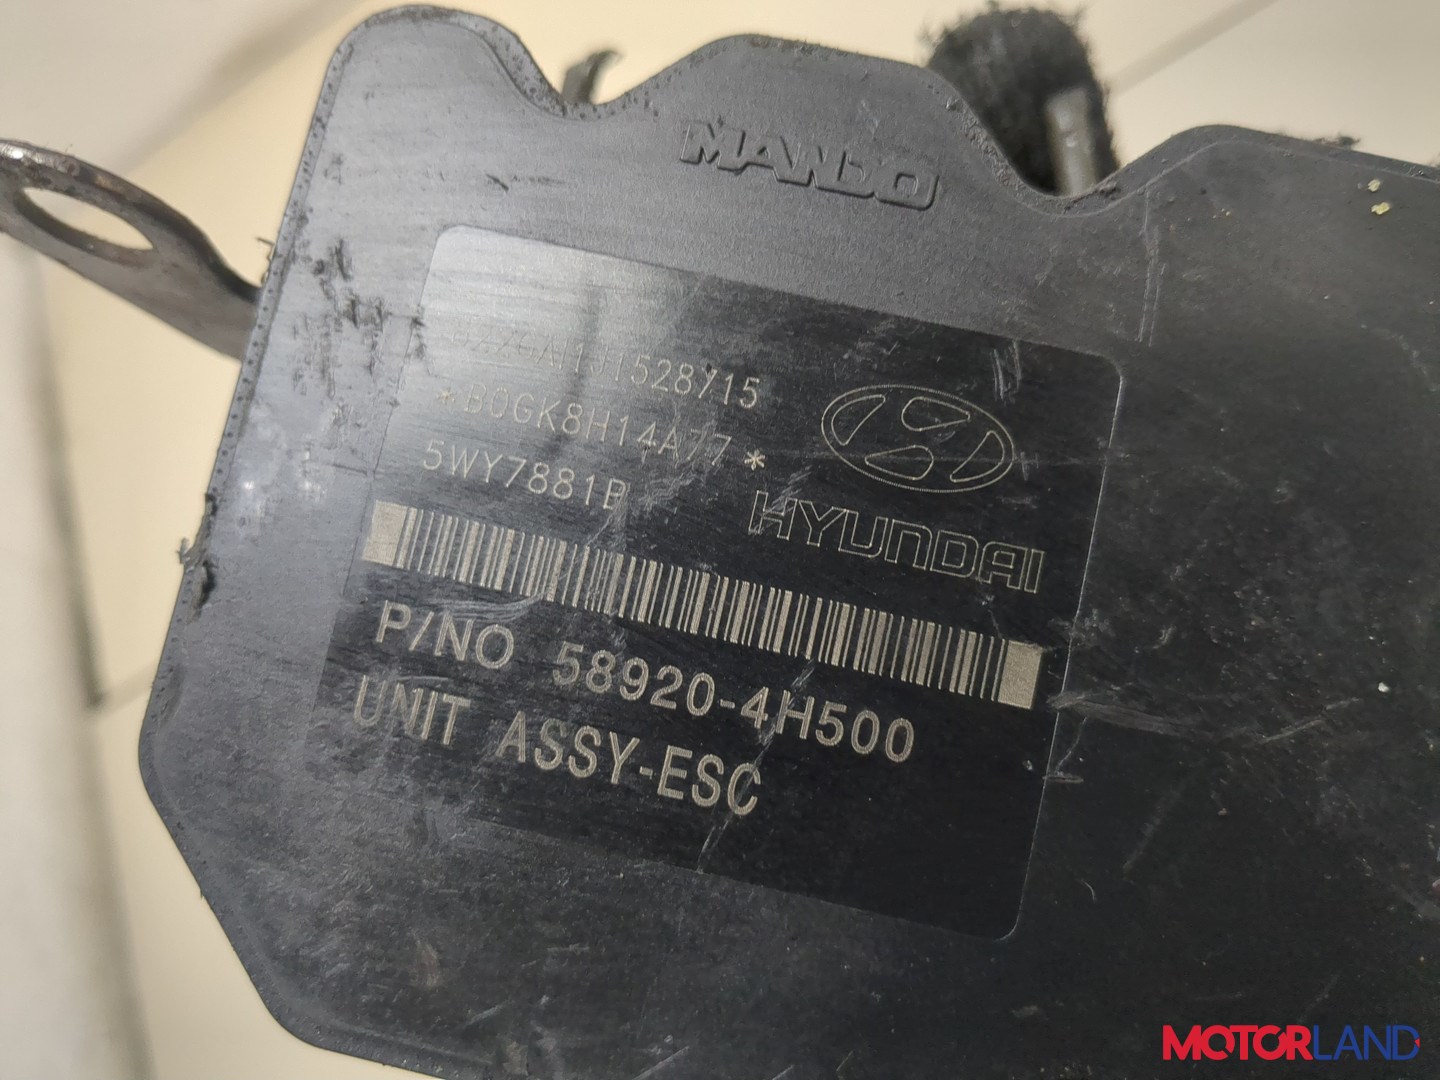 MANDO
*B0GK8H14A77*
5WY7881B
HYUNDAI
P/NO 58920-4H500
UNIT ASSY-ESC
MOTORLAND